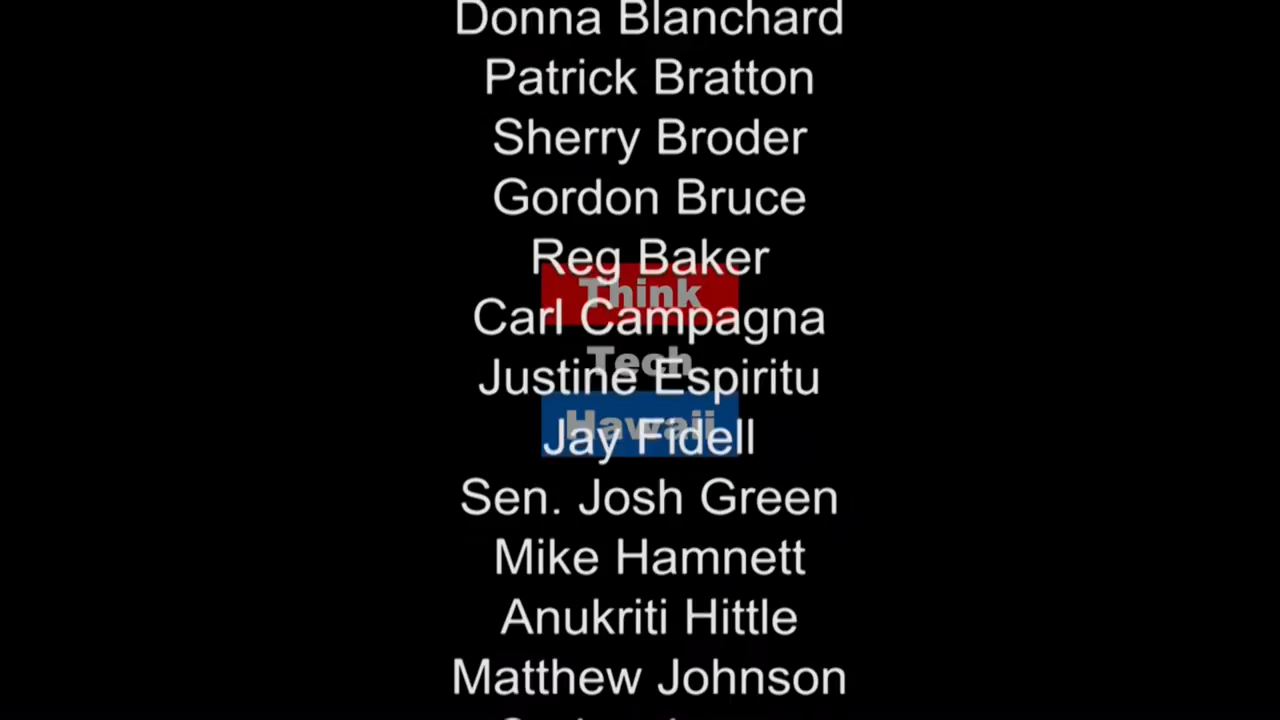 Donna Blanchard
Patrick Bratton
Sherry Broder
Gordon Bruce
Reg Baker
Think
Carl Campagna
Tech
Justine Espiritu
Hawaii
Jay Fidell
Sen. Josh Green
Mike Hamnett
Anukriti Hittle
Matthew Johnson